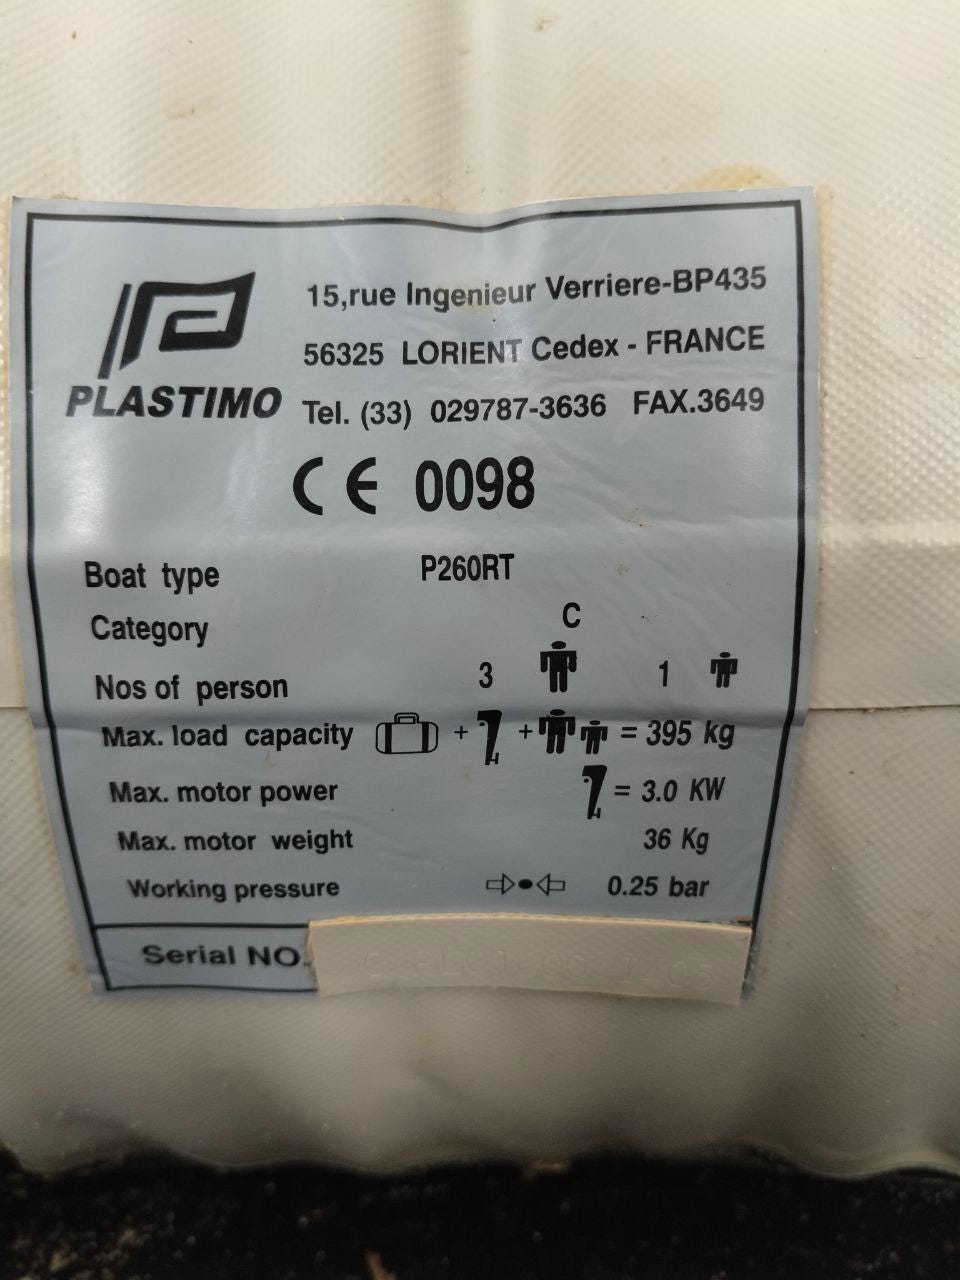 PLASTIMO
15,rue Ingenieur Verriere-BP435
56325 LORIENT Cedex - FRANCE
Tel. (33) 029787-3636 FAX.3649
CE 0098
Boat type P260RT
Category C
Nos of person 3 1
Max. load capacity + + = 395 kg
Max. motor power = 3.0 KW
Max. motor weight 36 Kg
Working pressure 0.25 bar
Serial NO.